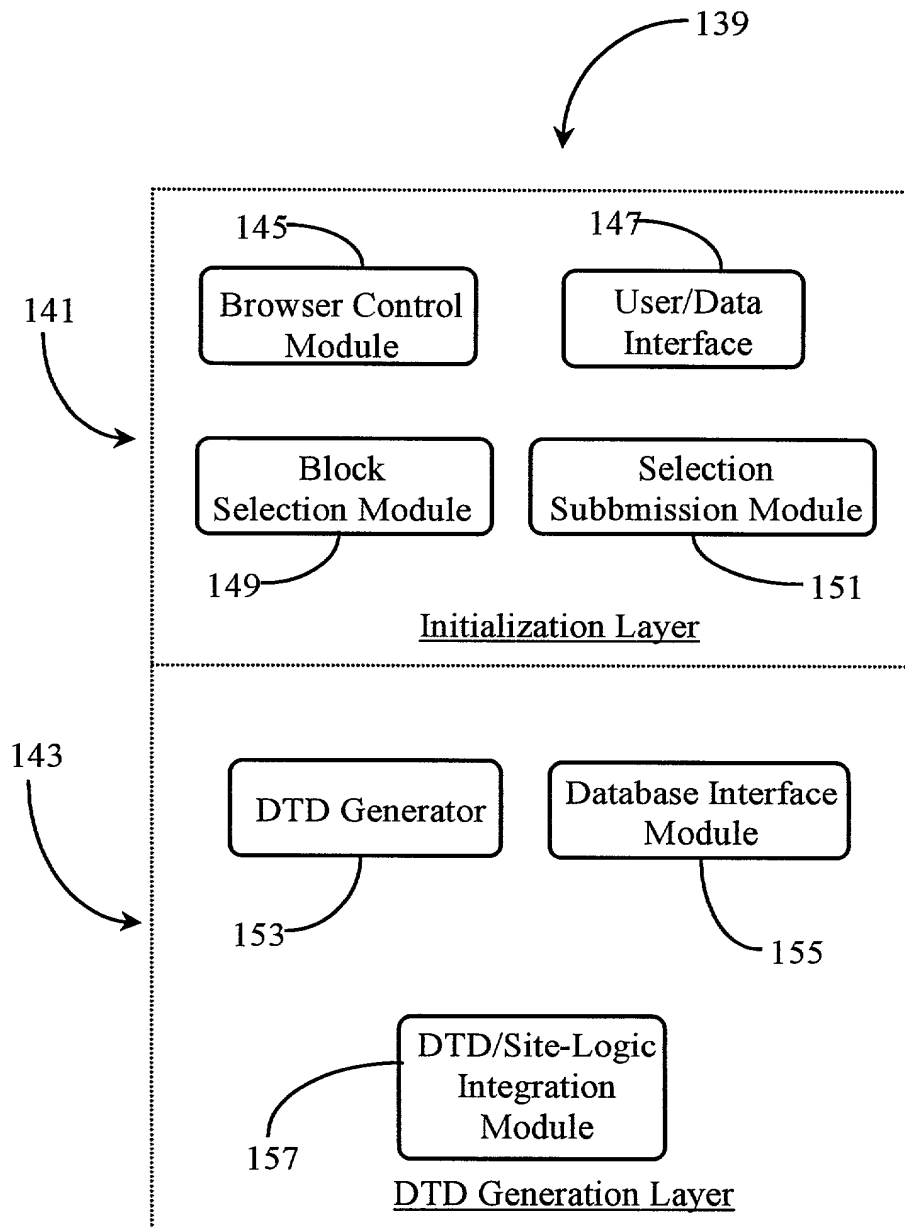 139
145
147
Browser Control
Module
User/Data
Interface
141
Block
Selection Module
Selection
Subbmission Module
149
151
Initialization Layer
143
DTD Generator
Database Interface
Module
153
155
DTD/Site-Logic
Integration
Module
157
DTD Generation Layer